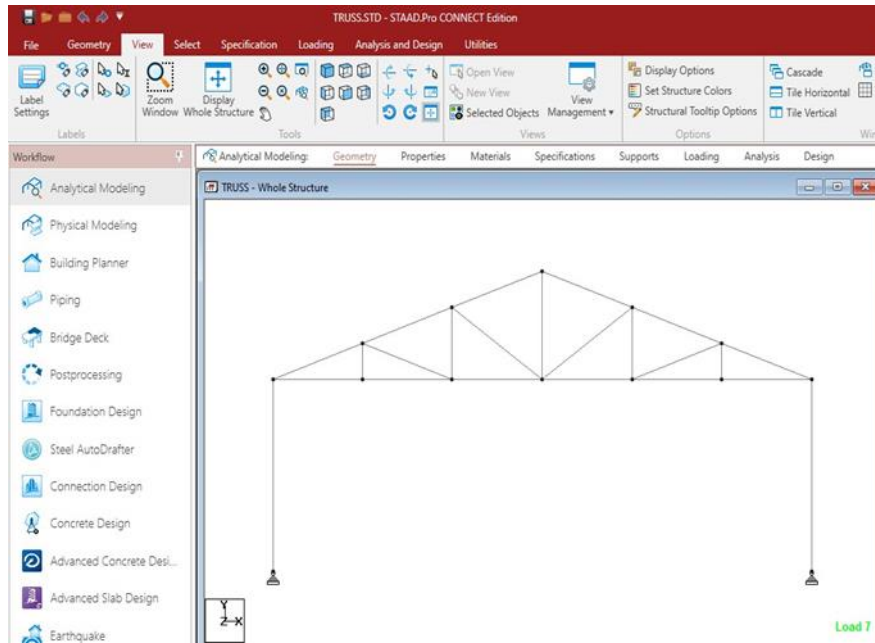 TRUSS.STD - STAAD.Pro CONNECT Edition
File Geometry View Select Specification Loading Analysis and Design Utilities
Label Settings
Zoom Window
Display Whole Structure
Open View
New View
Selected Objects
View Management
Display Options
Set Structure Colors
Structural Tooltip Options
Cascade
Tile Horizontal
Tile Vertical
Labels Tools Views Options Wi
Workflow
Analytical Modeling: Geometry Properties Materials Specifications Supports Loading Analysis Design
TRUSS - Whole Structure
Analytical Modeling
Physical Modeling
Building Planner
Piping
Bridge Deck
Postprocessing
Foundation Design
Steel AutoDrafter
Connection Design
Concrete Design
Advanced Concrete Desi...
Advanced Slab Design
Earthquake
Y
Z X
Load 7